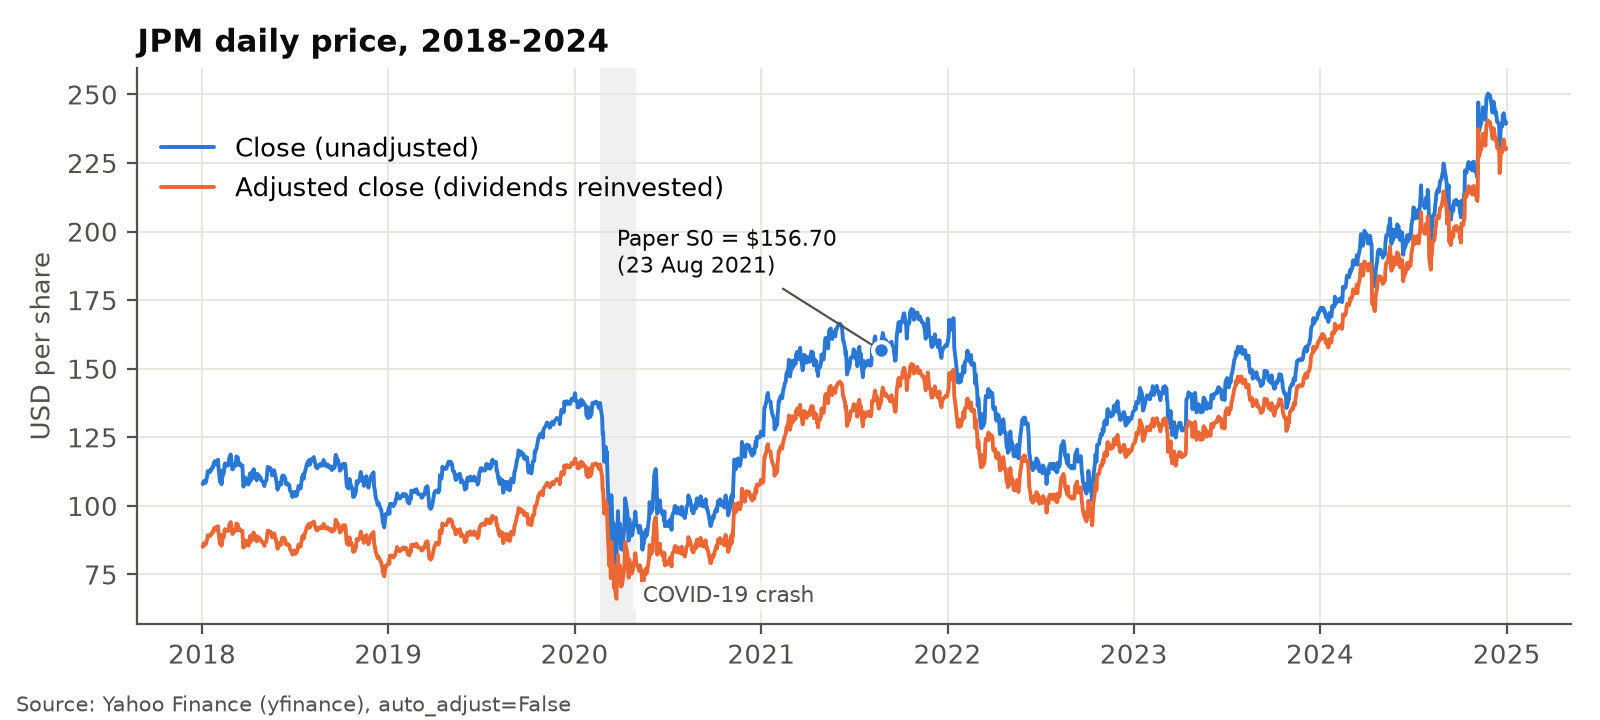 JPM daily price, 2018-2024
250
225
200
175
150
125
100
75
USD per share
Close (unadjusted)
Adjusted close (dividends reinvested)
Paper S0 = $156.70
(23 Aug 2021)
COVID-19 crash
2018 2019 2020 2021 2022 2023 2024 2025
Source: Yahoo Finance (yfinance), auto_adjust=False